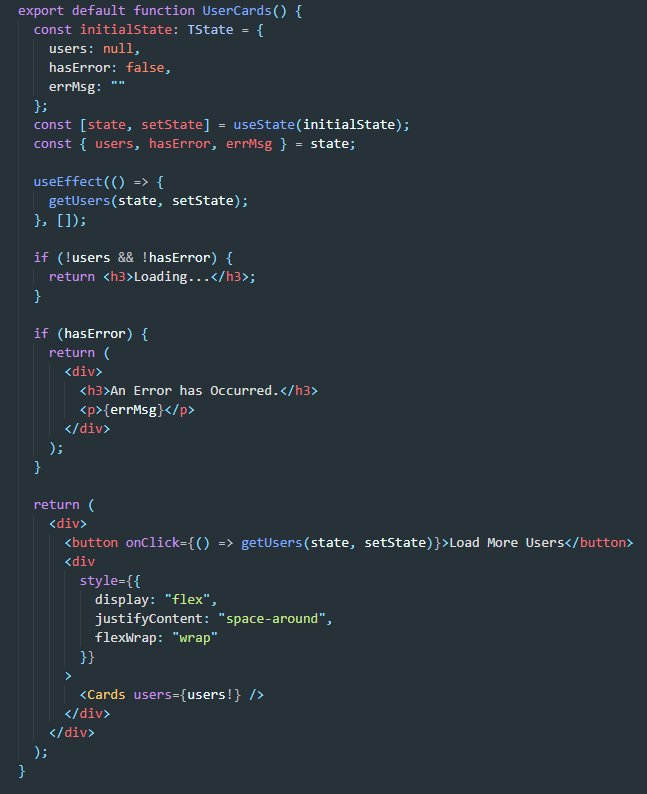 export default function UserCards() {
  const initialState: TState = {
    users: null,
    hasError: false,
    errMsg: ""
  };
  const [state, setState] = useState(initialState);
  const { users, hasError, errMsg } = state;

  useEffect(() => {
    getUsers(state, setState);
  }, []);

  if (!users && !hasError) {
    return <h3>Loading...</h3>;
  }

  if (hasError) {
    return (
      <div>
        <h3>An Error has Occurred.</h3>
        <p>{errMsg}</p>
      </div>
    );
  }

  return (
    <div>
      <button onClick={() => getUsers(state, setState)}>Load More Users</button>
      <div
        style={{
          display: "flex",
          justifyContent: "space-around",
          flexWrap: "wrap"
        }}
      >
        <Cards users={users!} />
      </div>
    </div>
  );
}